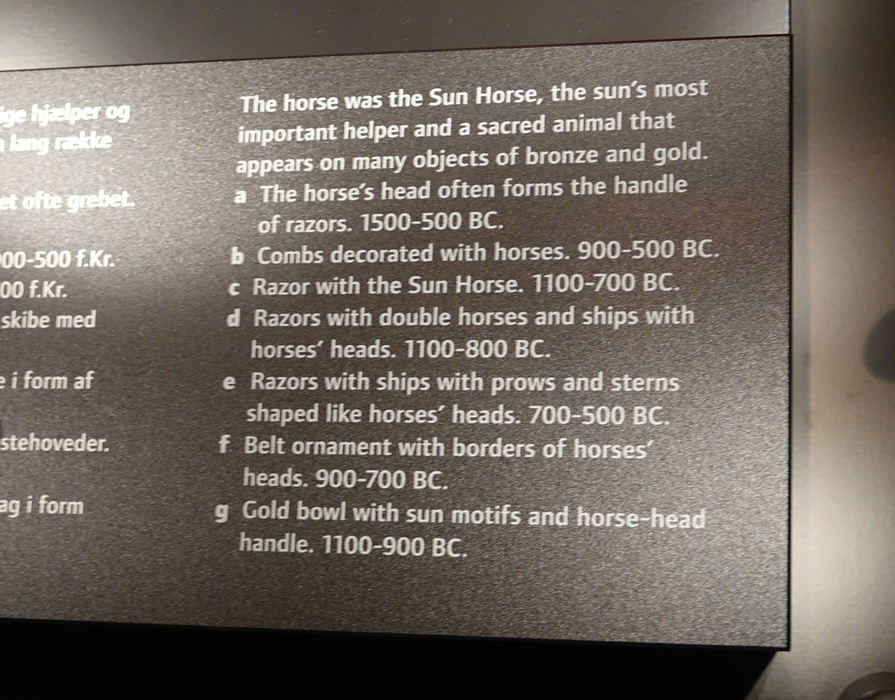 ige hjælper og
lang række
et ofte grebet.
00-500 f.Kr.
00 f.Kr.
skibe med
e i form af
stehoveder.
ag i form
The horse was the Sun Horse, the sun's most
important helper and a sacred animal that
appears on many objects of bronze and gold.
a The horse's head often forms the handle
of razors. 1500-500 BC.
b Combs decorated with horses. 900-500 BC.
c Razor with the Sun Horse. 1100-700 BC.
d Razors with double horses and ships with
horses' heads. 1100-800 BC.
e Razors with ships with prows and sterns
shaped like horses' heads. 700-500 BC.
f Belt ornament with borders of horses'
heads. 900-700 BC.
g Gold bowl with sun motifs and horse-head
handle. 1100-900 BC.